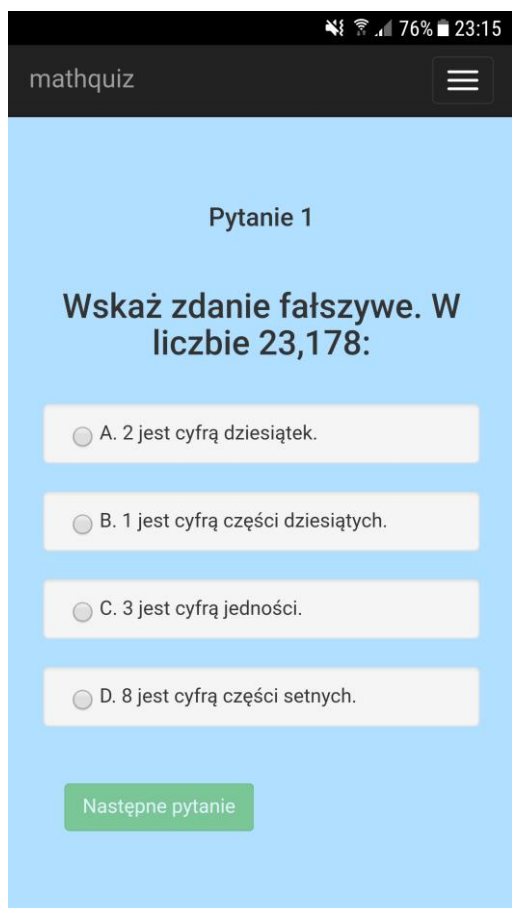 76% 23:15
mathquiz
Pytanie 1
Wskaż zdanie fałszywe. W
liczbie 23,178:
A. 2 jest cyfrą dziesiątek.
B. 1 jest cyfrą części dziesiątych.
C. 3 jest cyfrą jedności.
D. 8 jest cyfrą części setnych.
Następne pytanie